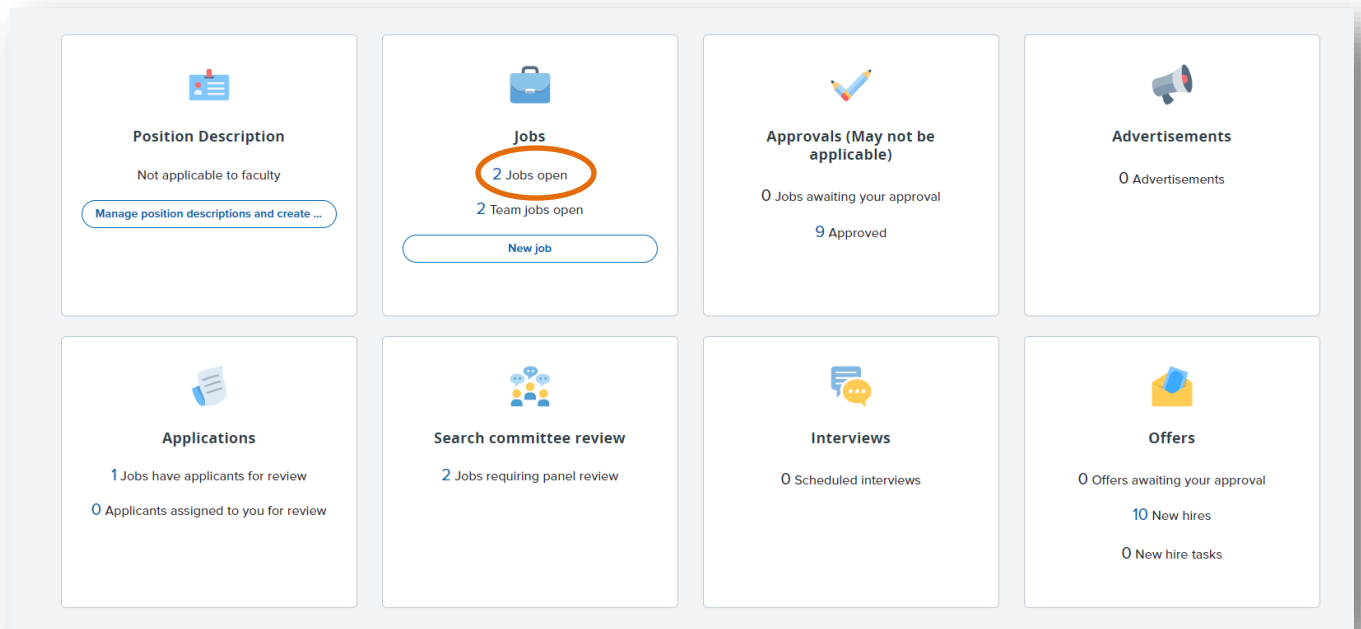 Position Description
Not applicable to faculty
Manage position descriptions and create ...
Jobs
2 Jobs open
2 Team jobs open
New job
Approvals (May not be
applicable)
0 Jobs awaiting your approval
9 Approved
Advertisements
0 Advertisements
Applications
1 Jobs have applicants for review
0 Applicants assigned to you for review
Search committee review
2 Jobs requiring panel review
Interviews
0 Scheduled interviews
Offers
0 Offers awaiting your approval
10 New hires
0 New hire tasks